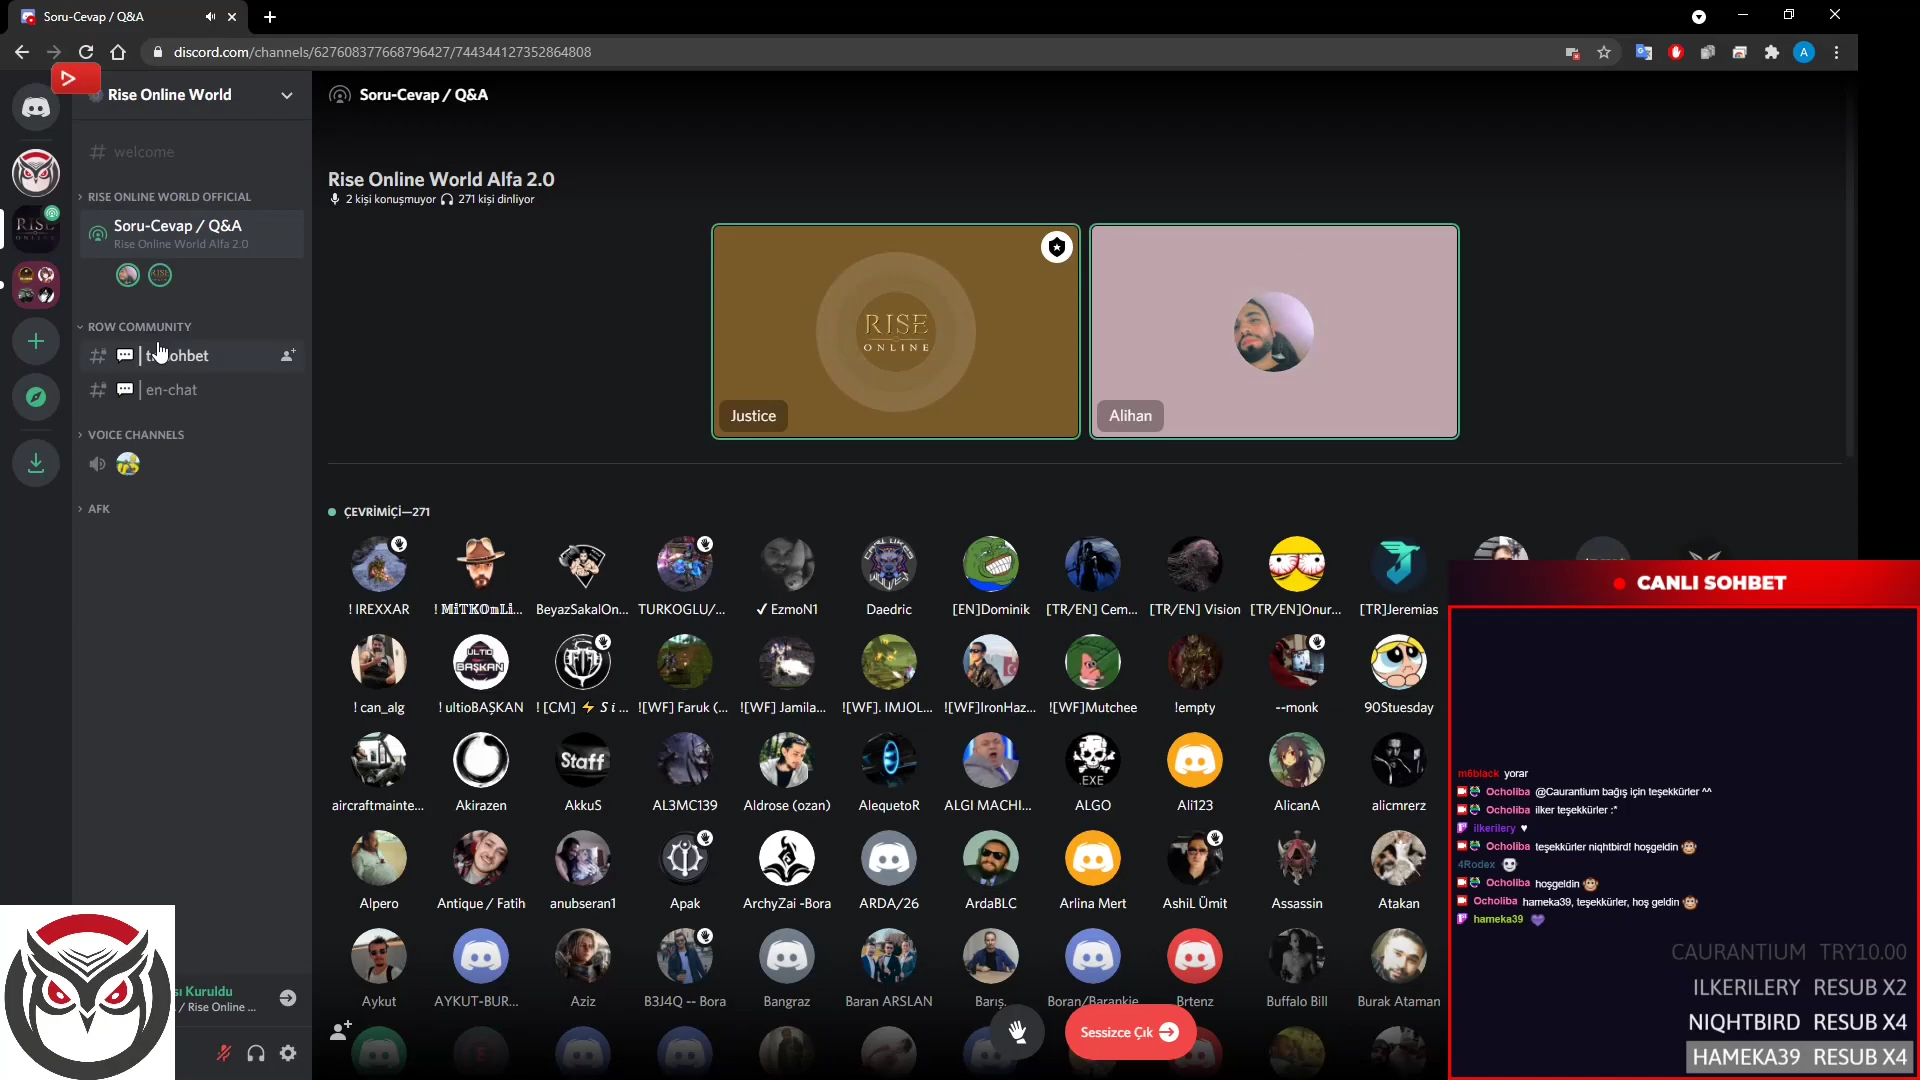 Soru-Cevap / Q&A
discord.com/channels/627608377668796427/744344127352864808
A
Rise Online World
Soru-Cevap / Q&A
welcome
RISE ONLINE WORLD OFFICIAL
Soru-Cevap / Q&A
Rise Online World Alfa 2.0
ROW COMMUNITY
en-chat
VOICE CHANNELS
AFK
Rise Online World Alfa 2.0
2 kişi konuşmuyor 271 kişi dinliyor
RISE
ONLINE
Justice Alihan
ÇEVRİMİÇİ—271
! IREXXAR ! MiTKOnLi... BeyazSakalOn... TURKOGLU/... ✓ EzmoN1 Daedric [EN]Dominik [TR/EN] Cem... [TR/EN] Vision [TR/EN]Onur... [TR]Jeremias
ULTIO
BAŞKAN
! can_alg ! ultioBAŞKAN ! [CM] ⚡ S i ... ![WF] Faruk (... ![WF] Jamila... ![WF]. IMJOL... ![WF]IronHaz... ![WF]Mutchee !empty --monk 90Stuesday
Staff
.EXE
aircraftmainte... Akirazen AkkuS AL3MC139 Aldrose (ozan) AlequetoR ALGI MACHI... ALGO Ali123 AlicanA alicmrerz
Alpero Antique / Fatih anubseran1 Apak ArchyZai -Bora ARDA/26 ArdaBLC Arlina Mert AshiL Ümit Assassin Atakan
Aykut AYKUT-BUR... Aziz B3J4Q -- Bora Bangraz Baran ARSLAN Barış. Boran/Barankie Brtenz Buffalo Bill Burak Ataman
sı Kuruldu
/ Rise Online ...
Sessizce Çık
CANLI SOHBET
m6black yorar
Ocholiba @Caurantium bağış için teşekkürler ^^
Ocholiba ilker teşekkürler :*
ilkerilery ♥
Ocholiba teşekkürler niqhtbird! hoşgeldin
4Rodex
Ocholiba hoşgeldin
Ocholiba hameka39, teşekkürler, hoş geldin
hameka39
CAURANTIUM TRY10.00
ILKERILERY RESUB X2
NIQHTBIRD RESUB X4
HAMEKA39 RESUB X4